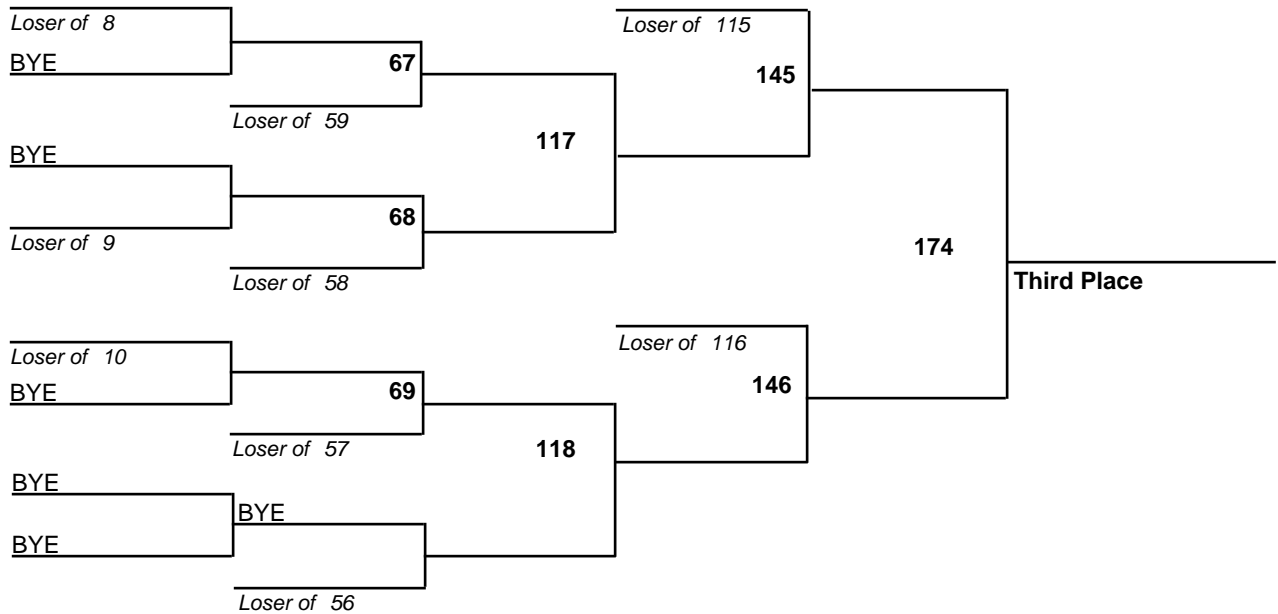 Loser of 8
Loser of 115
BYE
67
145
Loser of 59
117
BYE
68
Loser of 9
174
Loser of 58
Third Place
Loser of 116
Loser of 10
BYE
69
146
Loser of 57
118
BYE
BYE
BYE
Loser of 56